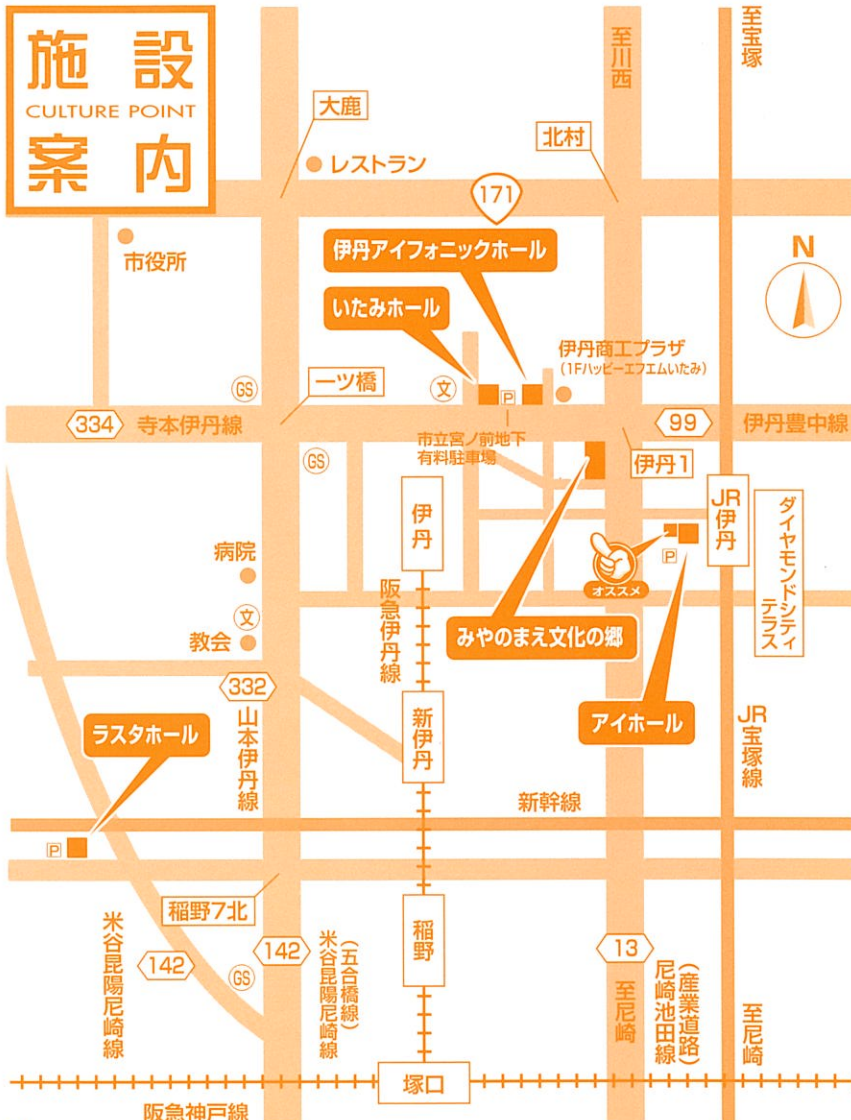 施設
CULTURE POINT
案内
至川西
至宝塚
大鹿
北村
レストラン
171
市役所
伊丹アイフォニックホール
N
いたみホール
伊丹商工プラザ
(1Fハッピーエフエムいたみ)
GS
一ツ橋
文
P
334
寺本伊丹線
市立宮ノ前地下
有料駐車場
99
伊丹豊中線
GS
伊丹1
伊丹
JR伊丹
ダイヤモンドシティ
テラス
P
オススメ
病院
文
教会
阪急伊丹線
みやのまえ文化の郷
332
山本伊丹線
新伊丹
アイホール
JR宝塚線
ラスタホール
新幹線
P
稲野7北
稲野
米谷昆陽尼崎線
142
GS
142
(五合橋線)
米谷昆陽尼崎線
13
至尼崎
(産業道路)
尼崎池田線
至尼崎
塚口
阪急神戸線